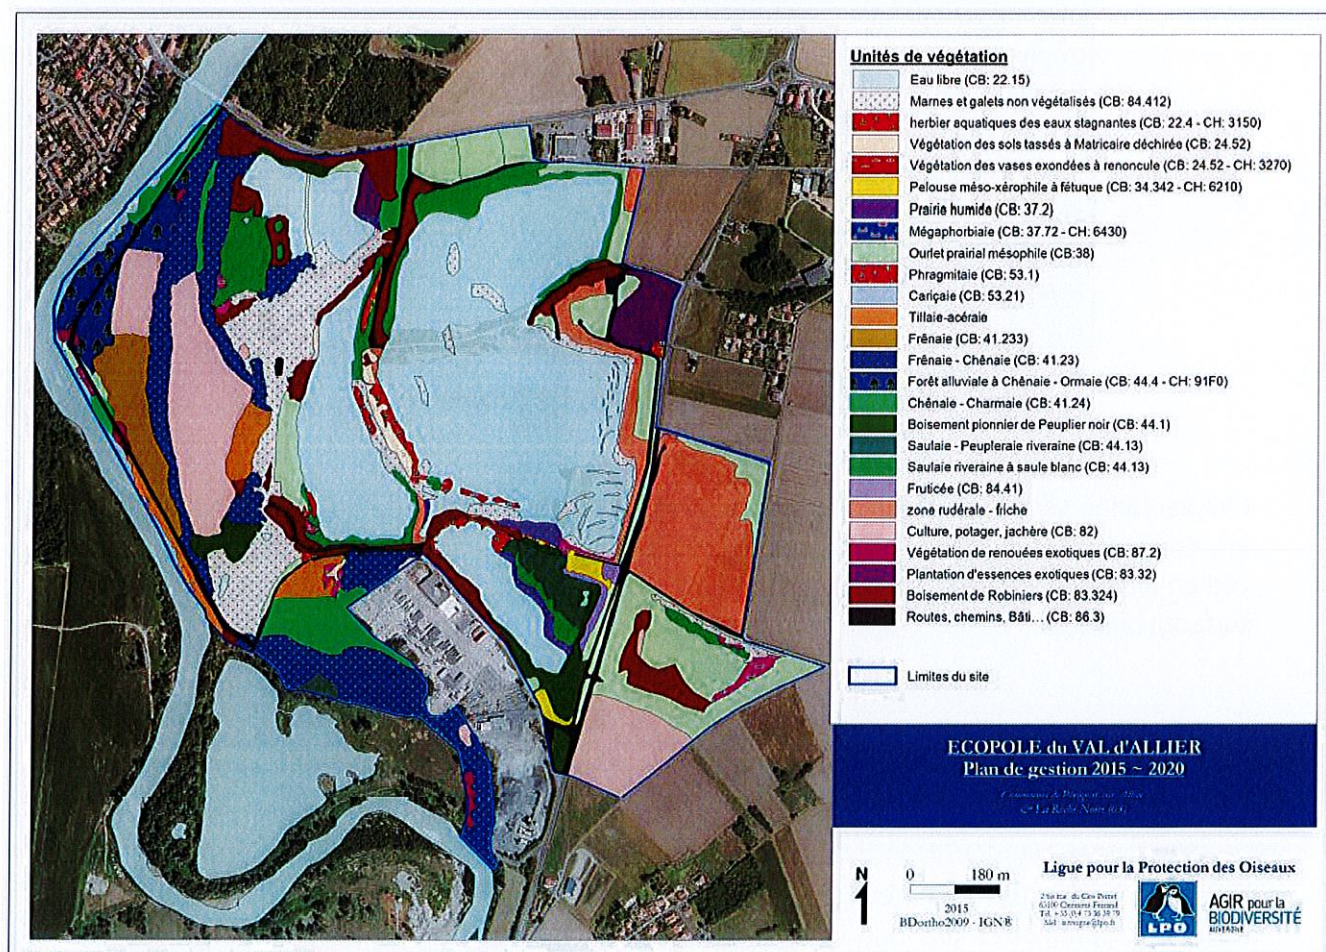 Unités de végétation
Eau libre (CB: 22.15)
Marnes et galets non végétalisés (CB: 84.412)
herbier aquatiques des eaux stagnantes (CB: 22.4 - CH: 3150)
Végétation des sols tassés à Matricaire déchirée (CB: 24.52)
Végétation des vases exondées à renoncule (CB: 24.52 - CH: 3270)
Pelouse méso-xérophile à fétuque (CB: 34.342 - CH: 6210)
Prairie humide (CB: 37.2)
Mégaphorbiaie (CB: 37.72 - CH: 6430)
Ourlet prairial mésophile (CB:38)
Phragmitaie (CB: 53.1)
Cariçaie (CB: 53.21)
Tillaie-acéraie
Frênaie (CB: 41.233)
Frênaie - Chênaie (CB: 41.23)
Forêt alluviale à Chênaie - Ormaie (CB: 44.4 - CH: 91F0)
Chênaie - Charmaie (CB: 41.24)
Boisement pionnier de Peuplier noir (CB: 44.1)
Saulaie - Peupleraie riveraine (CB: 44.13)
Saulaie riveraine à saule blanc (CB: 44.13)
Fruticée (CB: 84.41)
zone rudérale - friche
Culture, potager, jachère (CB: 82)
Végétation de renouées exotiques (CB: 87.2)
Plantation d'essences exotiques (CB: 83.32)
Boisement de Robiniers (CB: 83.324)
Routes, chemins, Bâti... (CB: 86.3)
Limites du site
ECOPOLE du VAL d'ALLIER
Plan de gestion 2015 ~ 2020
N
0 180 m
2015
BDortho2009 - IGN®
Ligue pour la Protection des Oiseaux
LPO
AGIR pour la
BIODIVERSITÉ
AUVERGNE